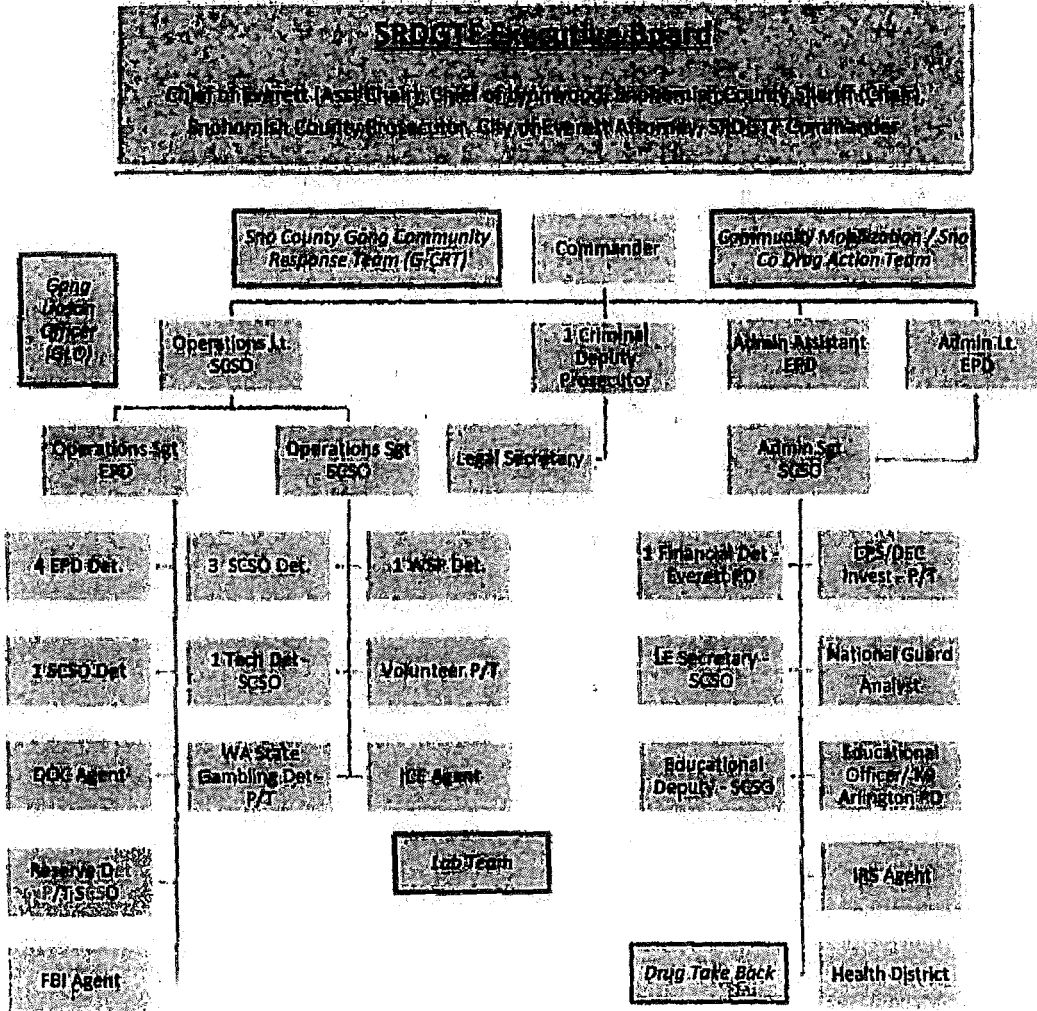 SRDGTF Executive Board
Chief of Everett (Asst Chair), Chief of Lynnwood, Snohomish County Sheriff (Chair),
Snohomish County Prosecutor, City of Everett Attorney, SRDGTF Commander
Sno County Gang Community
Response Team (G-CRT)
Commander
Community Mobilization / Sno
Co Drug Action Team
Gang
Liaison
Officer
(GLO)
Operations Lt.
SCSO
1 Criminal
Deputy
Prosecutor
Admin Assistant
EPD
Admin Lt.
EPD
Operations Sgt
EPD
Operations Sgt
- SCSO
Legal Secretary
Admin Sgt
- SCSO
4 EPD Det.
3 SCSO Det.
1 WSP Det.
1 Financial Det -
Everett PD
CPS/DEC
Invest - P/T
1 SCSO Det
1 Tech Det -
SCSO
Volunteer P/T
LE Secretary -
SCSO
National Guard
Analyst
DOC Agent
WA State
Gambling Det -
P/T
ICE Agent
Educational
Deputy - SCSO
Educational
Officer/ K9
Arlington PD
Reserve Det
P/T SCSO
Lab Team
IRS Agent
FBI Agent
Drug Take Back
Health District